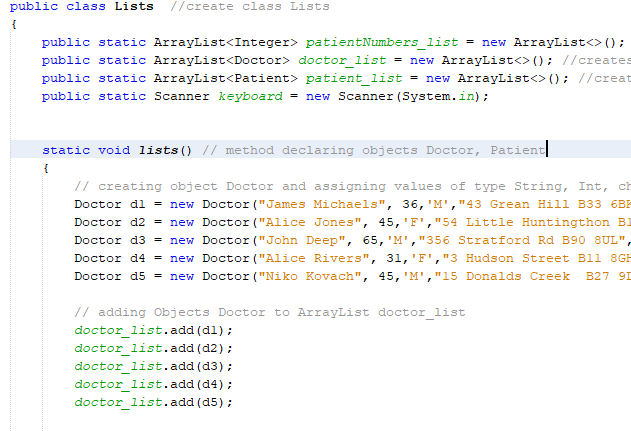 public class Lists  //create class Lists
{
public static ArrayList<Integer> patientNumbers_list = new ArrayList<>();
public static ArrayList<Doctor> doctor_list = new ArrayList<>(); //creates
public static ArrayList<Patient> patient_list = new ArrayList<>(); //creat
public static Scanner keyboard = new Scanner(System.in);
static void lists() // method declaring objects Doctor, Patient
{
// creating object Doctor and assigning values of type String, Int, ch
Doctor d1 = new Doctor("James Michaels", 36,'M',"43 Grean Hill B33 6BK
Doctor d2 = new Doctor("Alice Jones", 45,'F',"54 Little Huntingthon B1
Doctor d3 = new Doctor("John Deep", 65,'M',"356 Stratford Rd B90 8UL",
Doctor d4 = new Doctor("Alice Rivers", 31,'F',"3 Hudson Street B11 8GH
Doctor d5 = new Doctor("Niko Kovach", 45,'M',"15 Donalds Creek  B27 9D
// adding Objects Doctor to ArrayList doctor_list
doctor_list.add(d1);
doctor_list.add(d2);
doctor_list.add(d3);
doctor_list.add(d4);
doctor_list.add(d5);